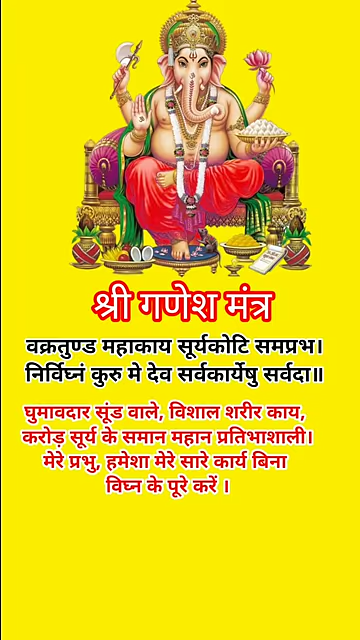 श्री गणेश मंत्र
वक्रतुण्ड महाकाय सूर्यकोटि समप्रभ।
निर्विघ्नं कुरु मे देव सर्वकार्येषु सर्वदा॥
घुमावदार सूंड वाले, विशाल शरीर काय,
करोड़ सूर्य के समान महान प्रतिभाशाली।
मेरे प्रभु, हमेशा मेरे सारे कार्य बिना
विघ्न के पूरे करें ।